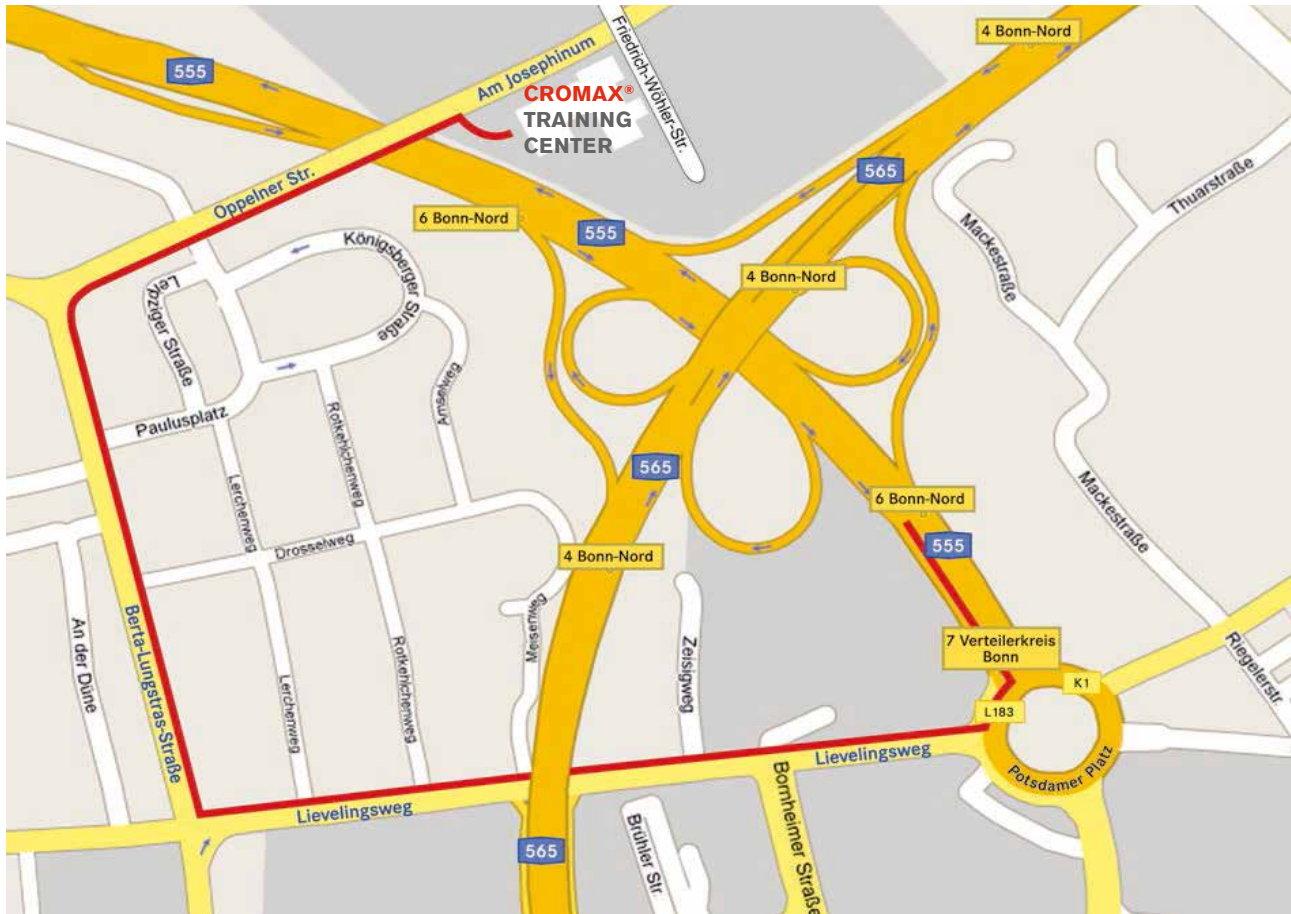 4 Bonn-Nord
Friedrich-Wöhler-Str.
555
Am Josephinum
CROMAX®
TRAINING
CENTER
565
Thuarstraße
Oppelner Str.
6 Bonn-Nord
555
Mackestraße
Königsberger
Straße
4 Bonn-Nord
Leipziger Straße
Amselweg
Paulusplatz
Rotkehlchenweg
565
Lerchenweg
6 Bonn-Nord
Mackestraße
Drosselweg
555
4 Bonn-Nord
Berta-Lungstras-Straße
An der Düne
Meisenweg
Zeisigweg
7 Verteilerkreis
Bonn
Riegelerstr.
Rotkehlchenweg
Lerchenweg
K1
L183
Lievelingsweg
Potsdamer Platz
Lievelingsweg
Bornheimer Straße
Brühler Str.
565